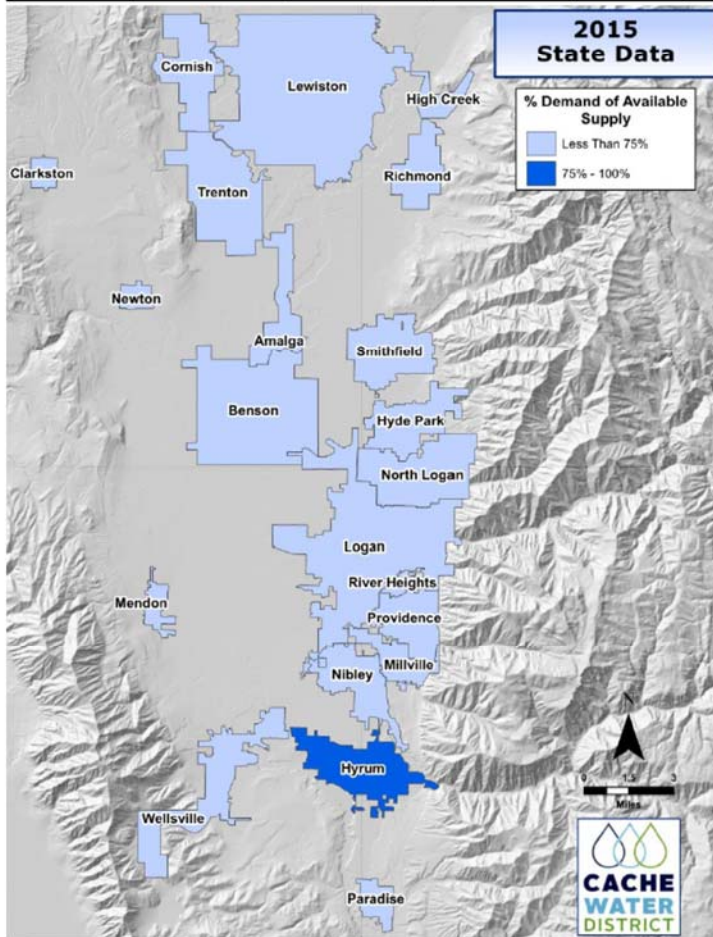 2015
State Data
% Demand of Available
Supply
Less Than 75%
75% - 100%
Cornish
Lewiston
High Creek
Clarkston
Trenton
Richmond
Newton
Amalga
Smithfield
Benson
Hyde Park
North Logan
Logan
River Heights
Mendon
Providence
Nibley
Millville
N
Hyrum
0 1.5 3
Miles
Wellsville
Paradise
CACHE
WATER
DISTRICT